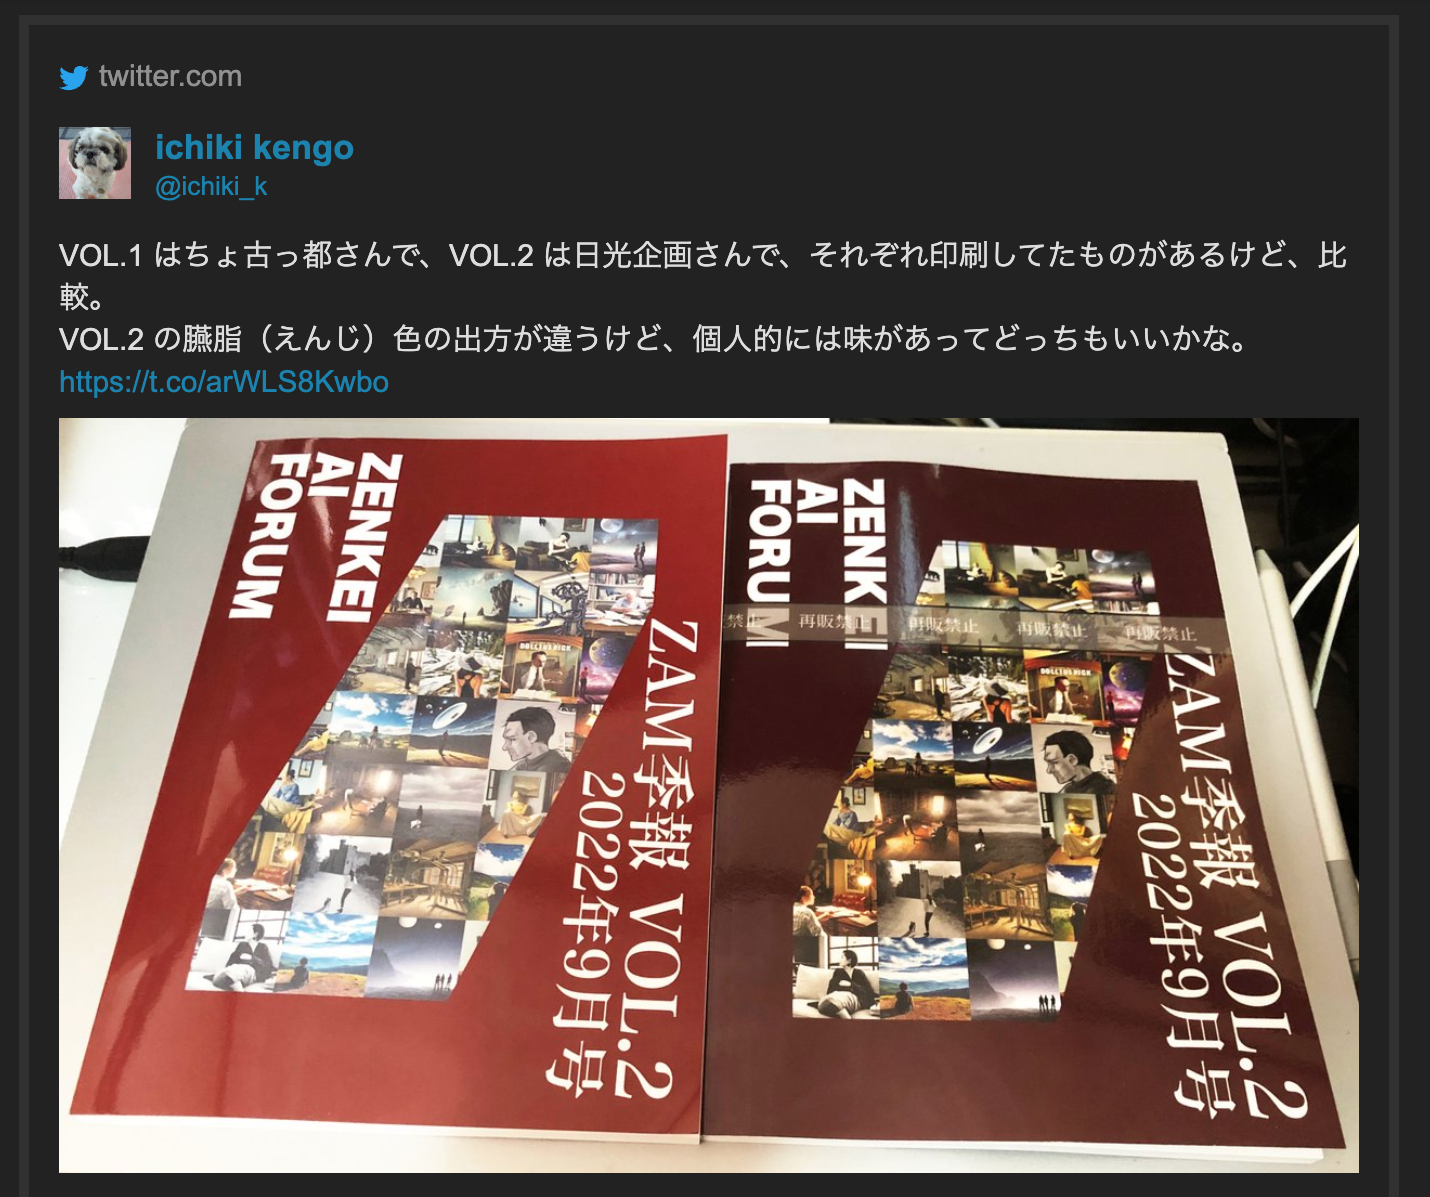 twitter.com
ichiki kengo
@ichiki_k
VOL.1 はちょ古っ都さんで、VOL.2 は日光企画さんで、それぞれ印刷してたものがあるけど、比
較。
VOL.2 の臙脂（えんじ）色の出方が違うけど、個人的には味があってどっちもいいかな。
https://t.co/arWLS8Kwbo
ZENKEI
AI
FORUM
ZAM季報 VOL.2
2022年9月号
ZENKEI
AI
FORUM
禁止 再販禁止 再販禁止 再販禁止 再販禁止
ZAM季報 VOL.2
2022年9月号